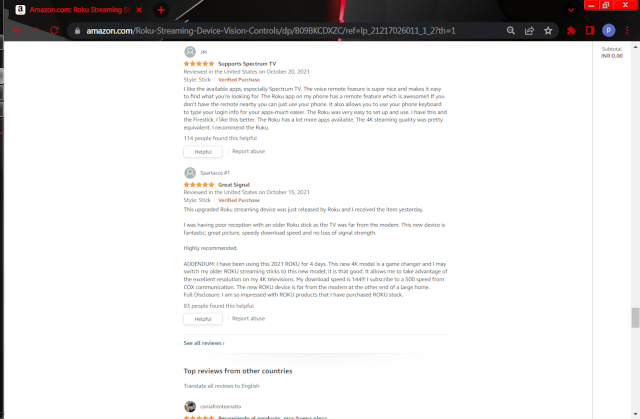 Amazon.com: Roku Streaming St
amazon.com/Roku-Streaming-Device-Vision-Controls/dp/B09BKCDXZC/ref=lp_21217026011_1_2?th=1
P
Subtotal
INR 0.00
JM
Supports Spectrum TV
Reviewed in the United States on October 20, 2021
Style: Stick | Verified Purchase
I like the available apps, especially Spectrum TV. The voice remote feature is super nice and makes it easy
to find what you're looking for. The Roku app on my phone has a remote feature which is awesome!! If you
don't have the remote nearby you can just use your phone. It also allows you to use your phone keyboard
to type your login info for your apps-much easier. The Roku was very easy to set up and use. I have this and
the Firestick. I like this better. The Roku has a lot more apps available. The 4K steaming quality was pretty
equivalent. I recommend the Roku.
114 people found this helpful
Helpful | Report abuse
Spartacus #1
Great Signal
Reviewed in the United States on October 15, 2021
Style: Stick | Verified Purchase
This upgraded Roku streaming device was just released by Roku and I received the item yesterday.
I was having poor reception with an older Roku stick as the TV was far from the modem. This new device is
fantastic; great picture, speedy download speed and no loss of signal strength.
Highly recommended.
ADDENDUM: I have been using this 2021 ROKU for 4 days. This new 4K model is a game changer and I may
switch my older ROKU streaming sticks to this new model; it is that good. It allows me to take advantage of
the excellent resolution on my 4K televisions. My download speed is 144!!! I subscribe to a 500 speed from
COX communication. The new ROKU device is far from the modem at the other end of a large home.
Full Disclosure: I am so impressed with ROKU products that I have purchased ROKU stock.
83 people found this helpful
Helpful | Report abuse
See all reviews ›
Top reviews from other countries
Translate all reviews to English
conlafrenteenalto
Recomiendo el producto, muy buena pieza